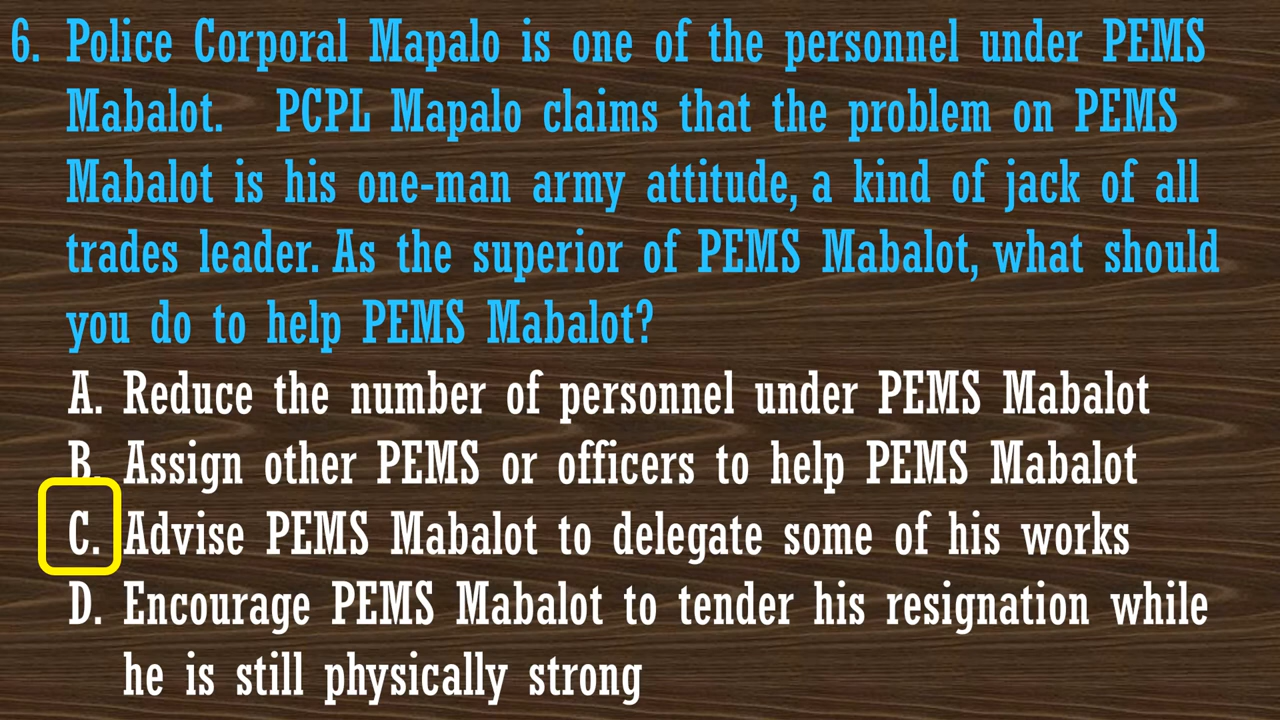 6. Police Corporal Mapalo is one of the personnel under PEMS
Mabalot. PCPL Mapalo claims that the problem on PEMS
Mabalot is his one-man army attitude, a kind of jack of all
trades leader. As the superior of PEMS Mabalot, what should
you do to help PEMS Mabalot?
A. Reduce the number of personnel under PEMS Mabalot
B. Assign other PEMS or officers to help PEMS Mabalot
C. Advise PEMS Mabalot to delegate some of his works
D. Encourage PEMS Mabalot to tender his resignation while
he is still physically strong